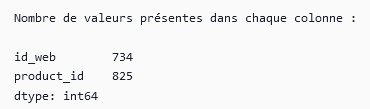 Nombre de valeurs présentes dans chaque colonne :
id_web        734
product_id    825
dtype: int64